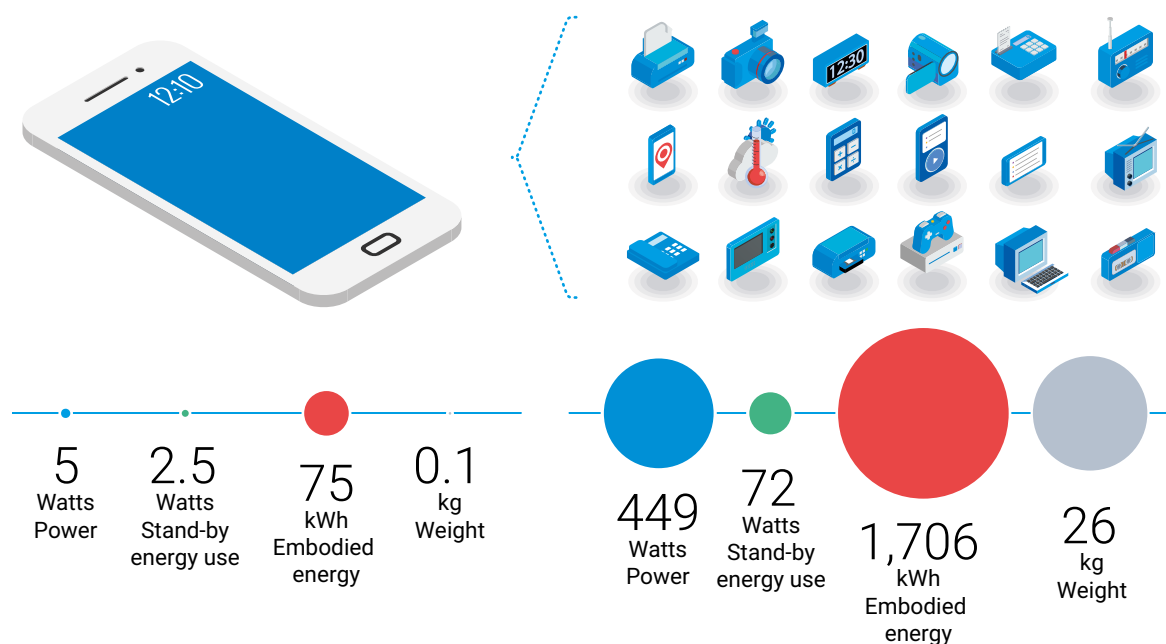 12:10
12:30
5
Watts
Power
2.5
Watts
Stand-by
energy use
75
kWh
Embodied
energy
0.1
kg
Weight
449
Watts
Power
72
Watts
Stand-by
energy use
1,706
kWh
Embodied
energy
26
kg
Weight